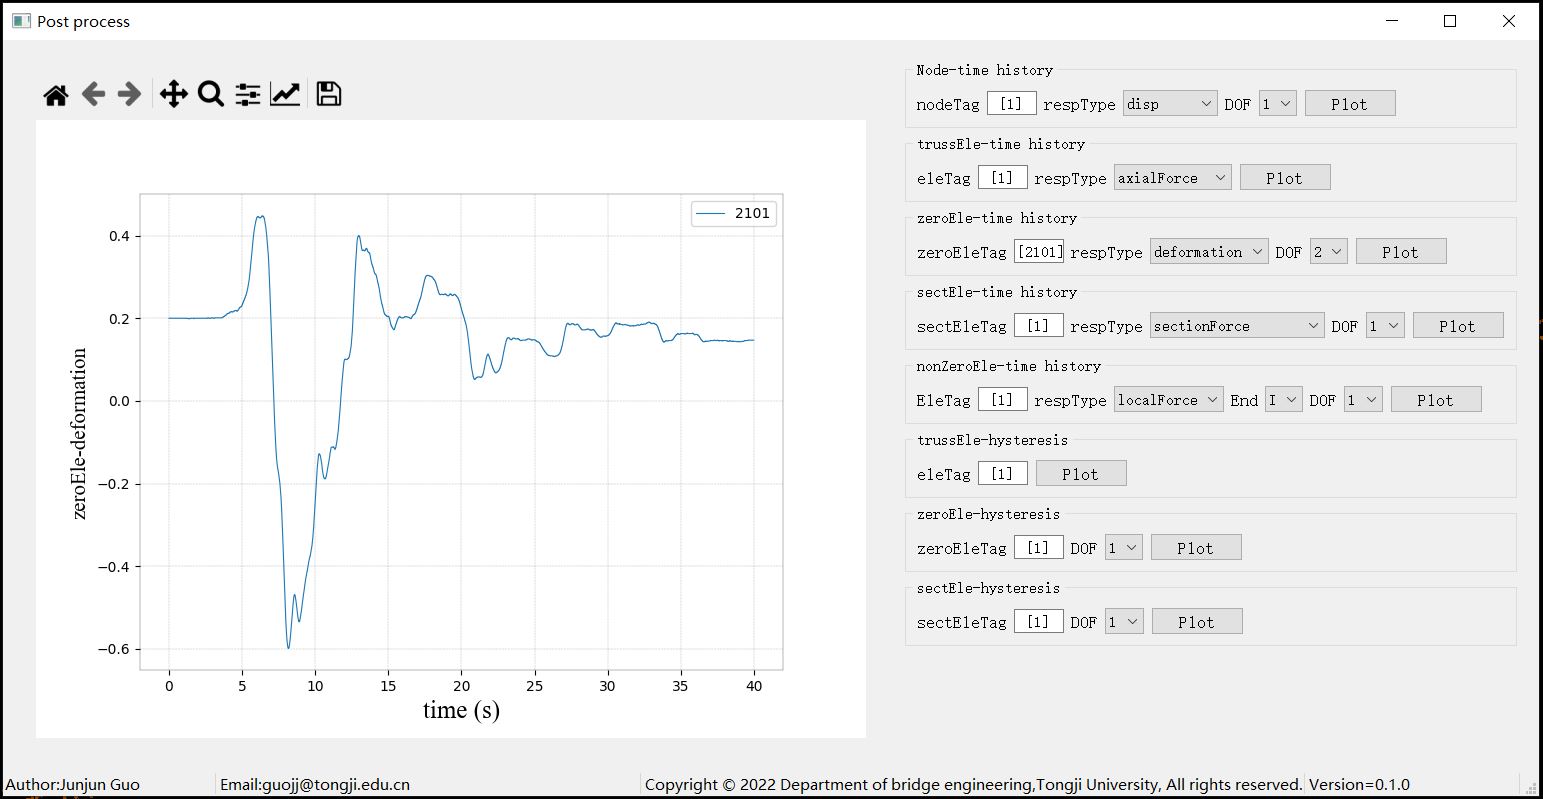 Post process
Node-time history
nodeTag [1] respType disp DOF 1 Plot
trussEle-time history
eleTag [1] respType axialForce Plot
zeroEle-time history
zeroEleTag [2101] respType deformation DOF 2 Plot
sectEle-time history
sectEleTag [1] respType sectionForce DOF 1 Plot
nonZeroEle-time history
EleTag [1] respType localForce End I DOF 1 Plot
trussEle-hysteresis
eleTag [1] Plot
zeroEle-hysteresis
zeroEleTag [1] DOF 1 Plot
sectEle-hysteresis
sectEleTag [1] DOF 1 Plot
2101
0.4
0.2
0.0
−0.2
−0.4
−0.6
zeroEle-deformation
0 5 10 15 20 25 30 35 40
time (s)
Author:Junjun Guo Email:guojj@tongji.edu.cn Copyright © 2022 Department of bridge engineering,Tongji University, All rights reserved. Version=0.1.0